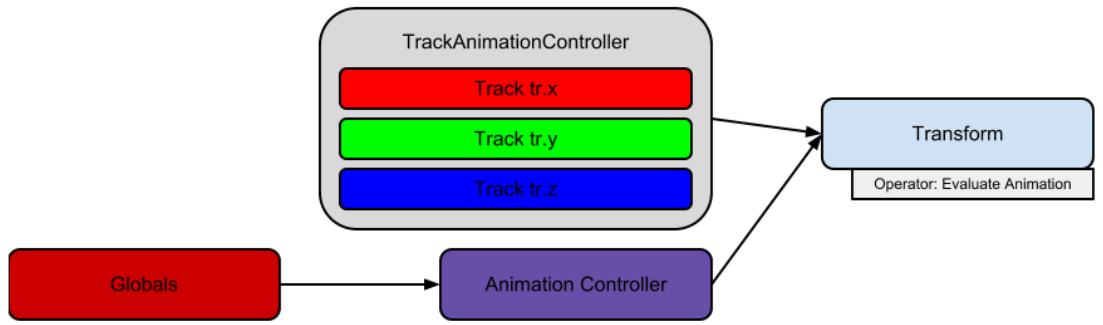 TrackAnimationController
Track tr.x
Track tr.y
Track tr.z
Transform
Operator: Evaluate Animation
Globals
Animation Controller